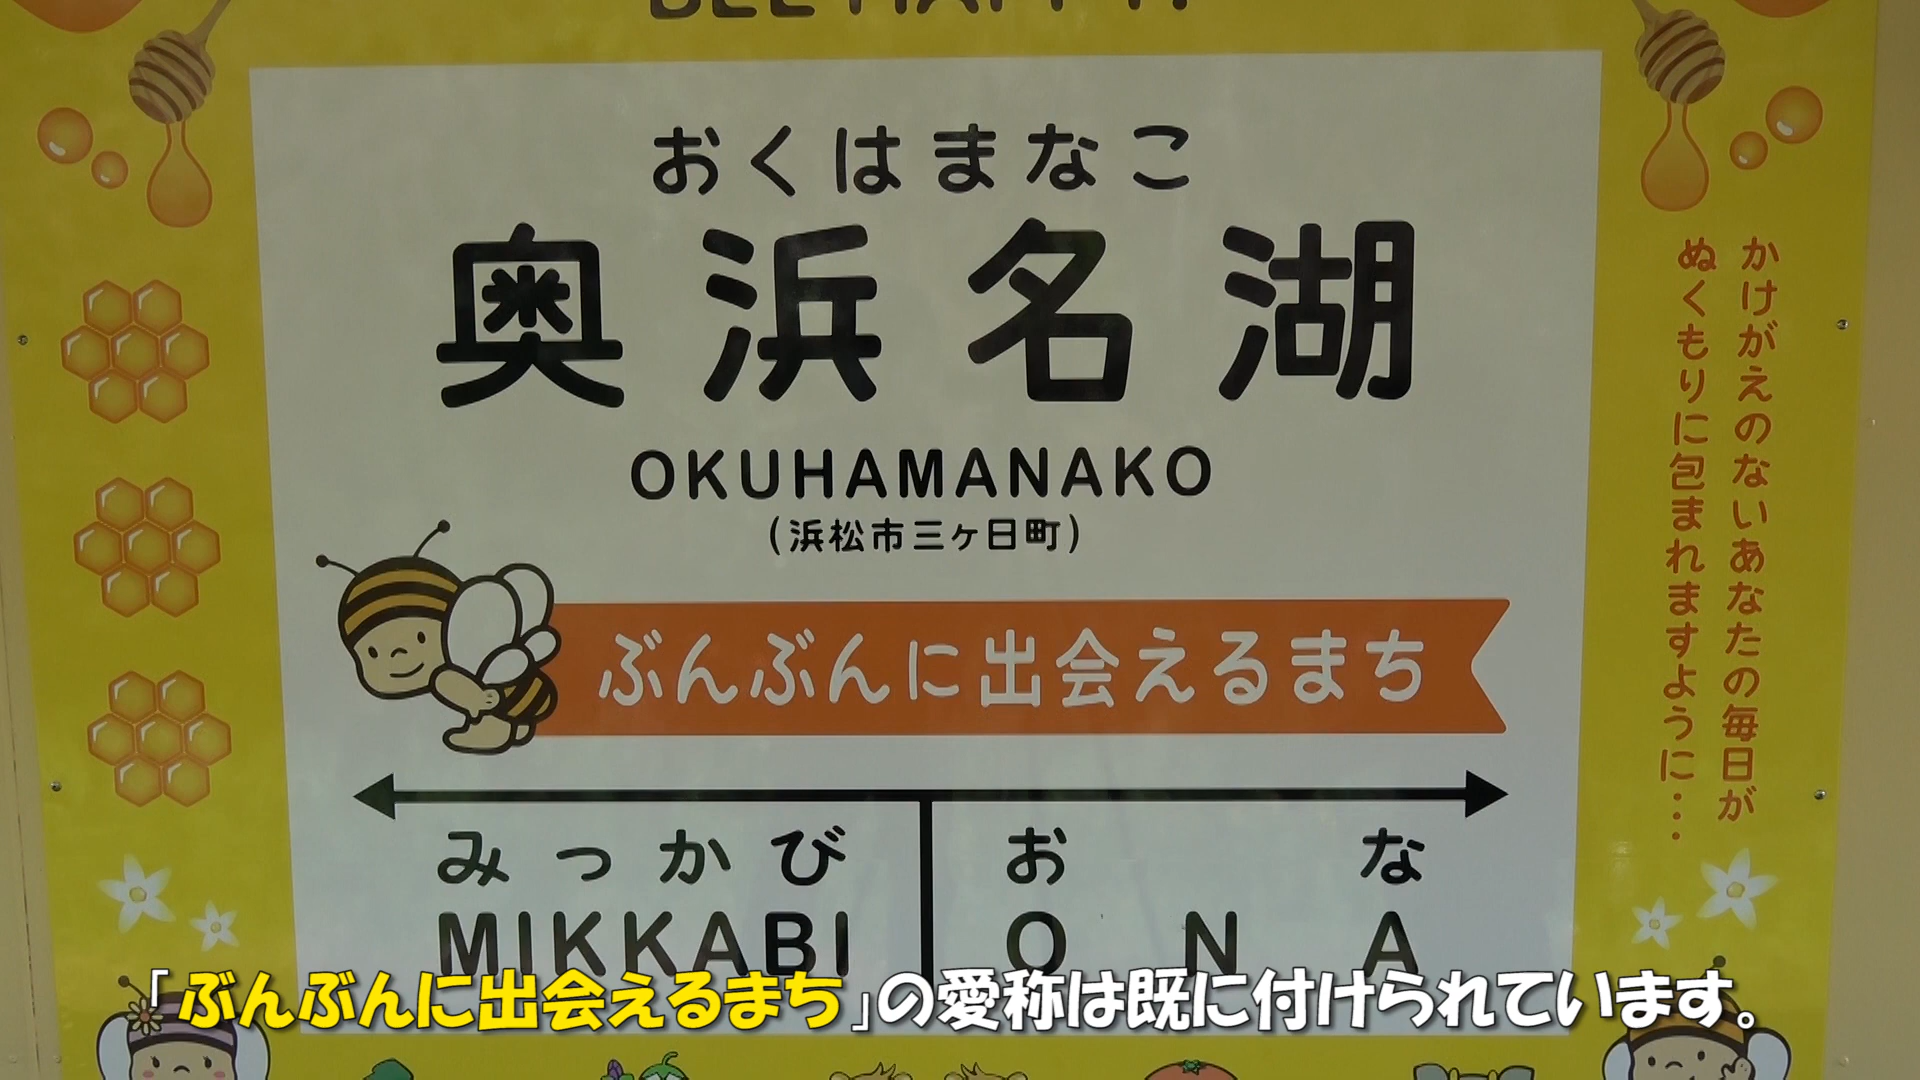 BEE HAPPY!
おくはまなこ
奥浜名湖
OKUHAMANAKO
(浜松市三ヶ日町)
ぶんぶんに出会えるまち
みっかび
おな
MIKKABI
ONA
かけがえのないあなたの毎日が
ぬくもりに包まれますように…
「ぶんぶんに出会えるまち」の愛称は既に付けられています。